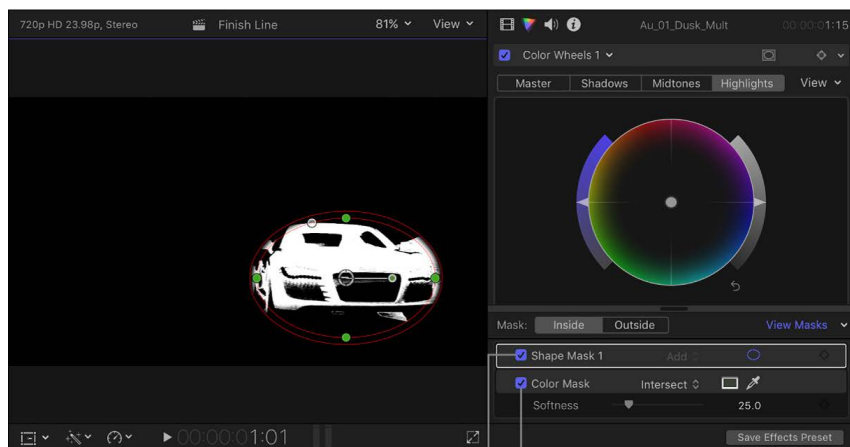 720p HD 23.98p, Stereo Finish Line 81% View
Au_01_Dusk_Mult 00:00:01:15
Color Wheels 1
Master Shadows Midtones Highlights View
Mask: Inside Outside View Masks
Shape Mask 1 Add
Color Mask Intersect
Softness 25.0
00:00:01:01
Save Effects Preset